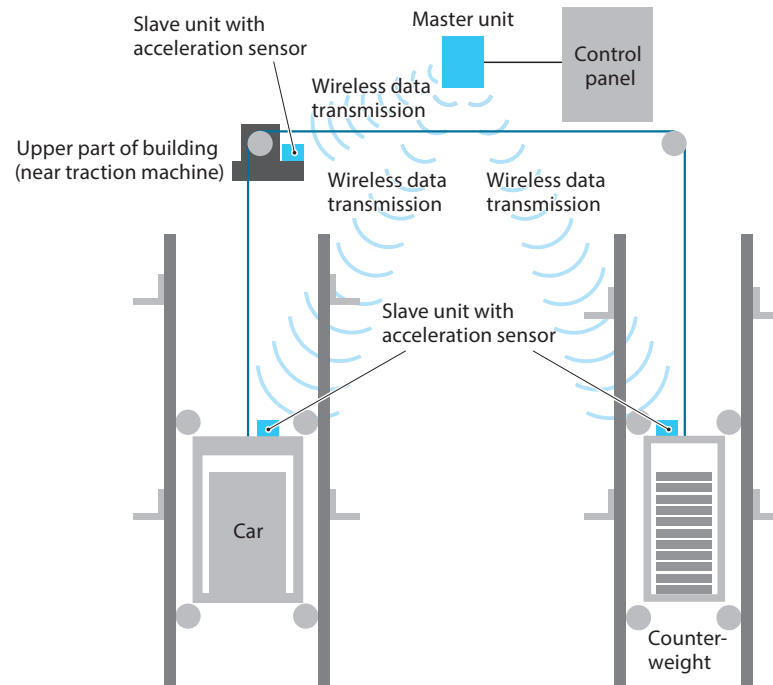 Slave unit with
acceleration sensor
Master unit
Control
panel
Wireless data
transmission
Upper part of building
(near traction machine)
Wireless data
transmission
Wireless data
transmission
Slave unit with
acceleration sensor
Car
Counter-
weight